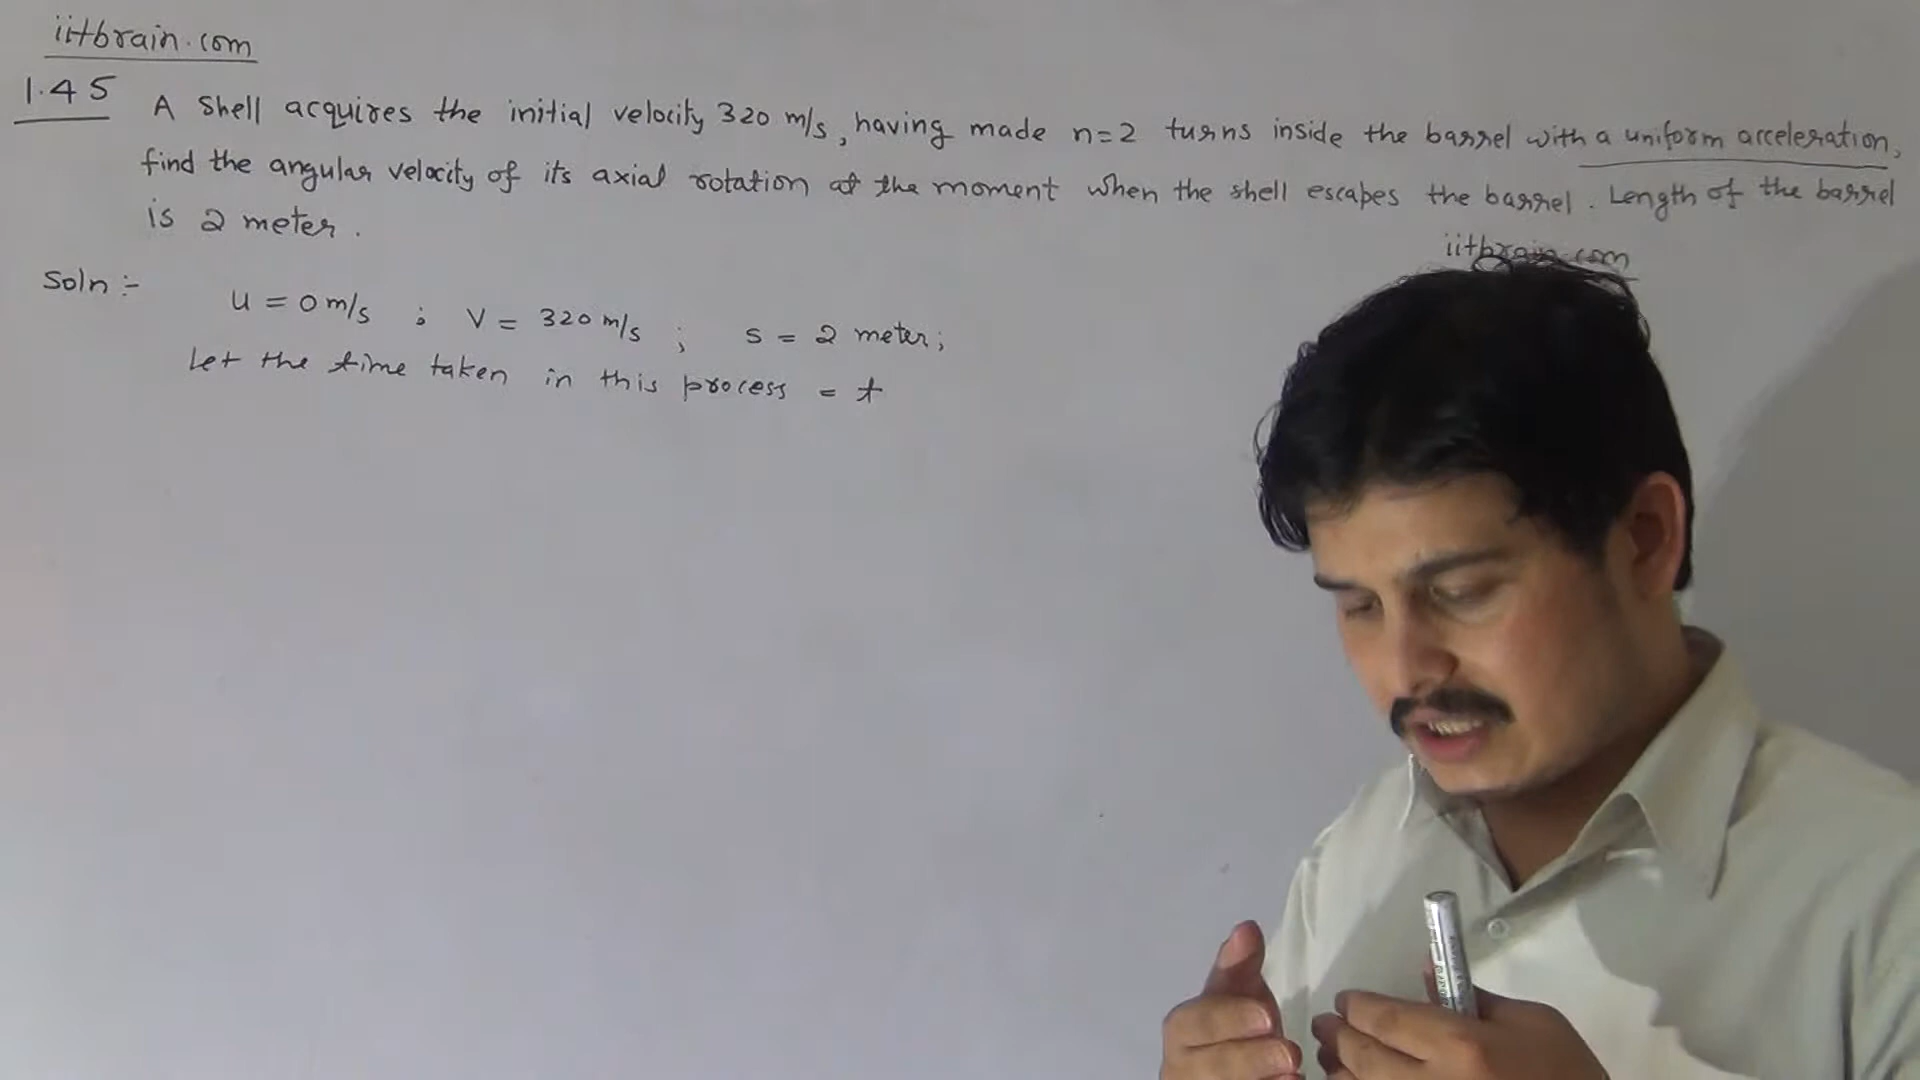 iitbrain.com
1.45 A shell acquires the initial velocity 320 m/s, having made n=2 turns inside the barrel with a uniform acceleration,
find the angular velocity of its axial rotation at the moment when the shell escapes the barrel. Length of the barrel
is 2 meter.
iitbrain.com
Soln :- u = 0 m/s ; v = 320 m/s ; s = 2 meter;
Let the time taken in this process = t